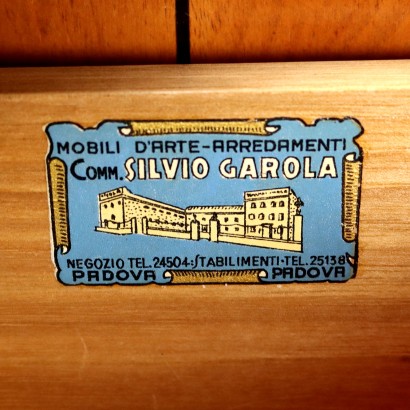 MOBILI D'ARTE-ARREDAMENTI
COMM. SILVIO GAROLA
NEGOZIO TEL. 24504: STABILIMENTI-TEL. 25138
PADOVA PADOVA